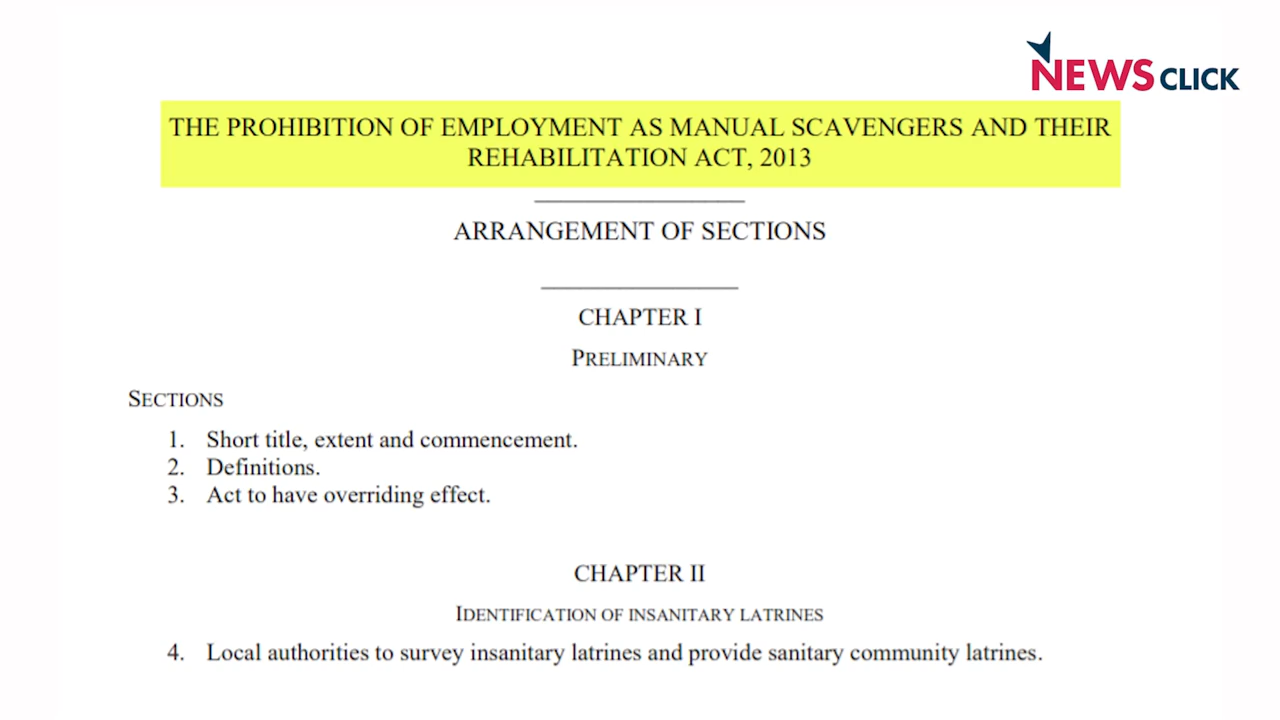 NEWS CLICK
THE PROHIBITION OF EMPLOYMENT AS MANUAL SCAVENGERS AND THEIR
REHABILITATION ACT, 2013
ARRANGEMENT OF SECTIONS
CHAPTER I
PRELIMINARY
SECTIONS
1. Short title, extent and commencement.
2. Definitions.
3. Act to have overriding effect.
CHAPTER II
IDENTIFICATION OF INSANITARY LATRINES
4. Local authorities to survey insanitary latrines and provide sanitary community latrines.